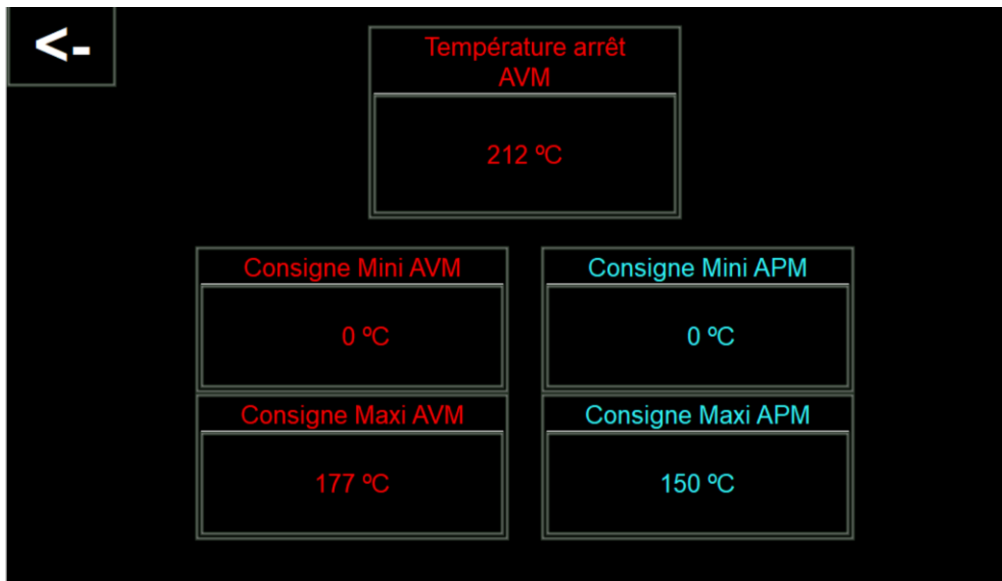 <-
Température arrêt
AVM
212 ºC
Consigne Mini AVM
Consigne Mini APM
0 ºC
0 ºC
Consigne Maxi AVM
Consigne Maxi APM
177 ºC
150 ºC